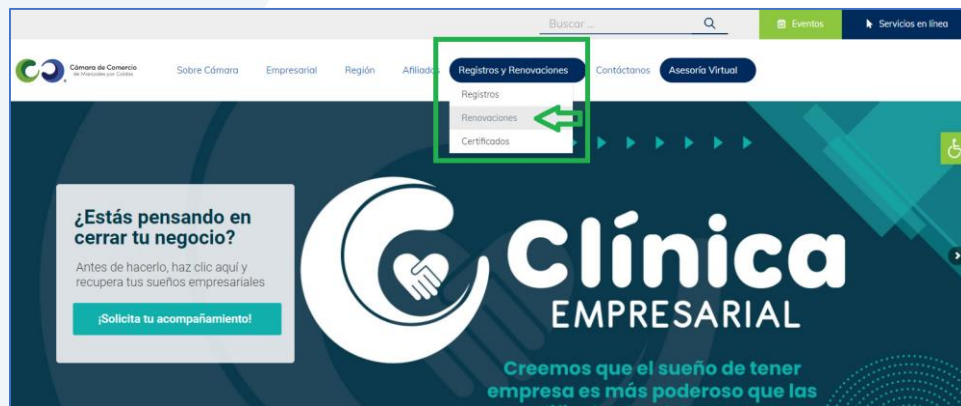 Buscar ...
Eventos
Servicios en línea
Cámara de Comercio
de Manizales por Caldas
Sobre Cámara
Empresarial
Región
Afiliados
Registros y Renovaciones
Contáctanos
Asesoría Virtual
Registros
Renovaciones
Certificados
¿Estás pensando en
cerrar tu negocio?
Antes de hacerlo, haz clic aquí y
recupera tus sueños empresariales
¡Solicita tu acompañamiento!
Clínica
EMPRESARIAL
Creemos que el sueño de tener
empresa es más poderoso que las